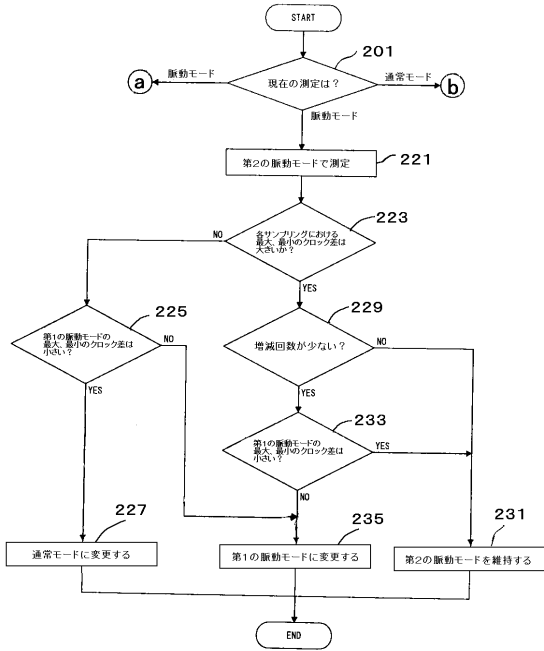 START
201
a
脈動モード
現在の測定は?
通常モード
b
脈動モード
第2の脈動モードで測定
221
223
各サンプリングにおける
最大、最小のクロック差は
大きいか?
NO
YES
225
第1の脈動モードの
最大、最小のクロック差は
小さい?
NO
YES
229
増減回数が少ない?
NO
YES
233
第1の脈動モードの
最大、最小のクロック差は
小さい?
YES
NO
227
通常モードに変更する
235
第1の脈動モードに変更する
231
第2の脈動モードを維持する
END